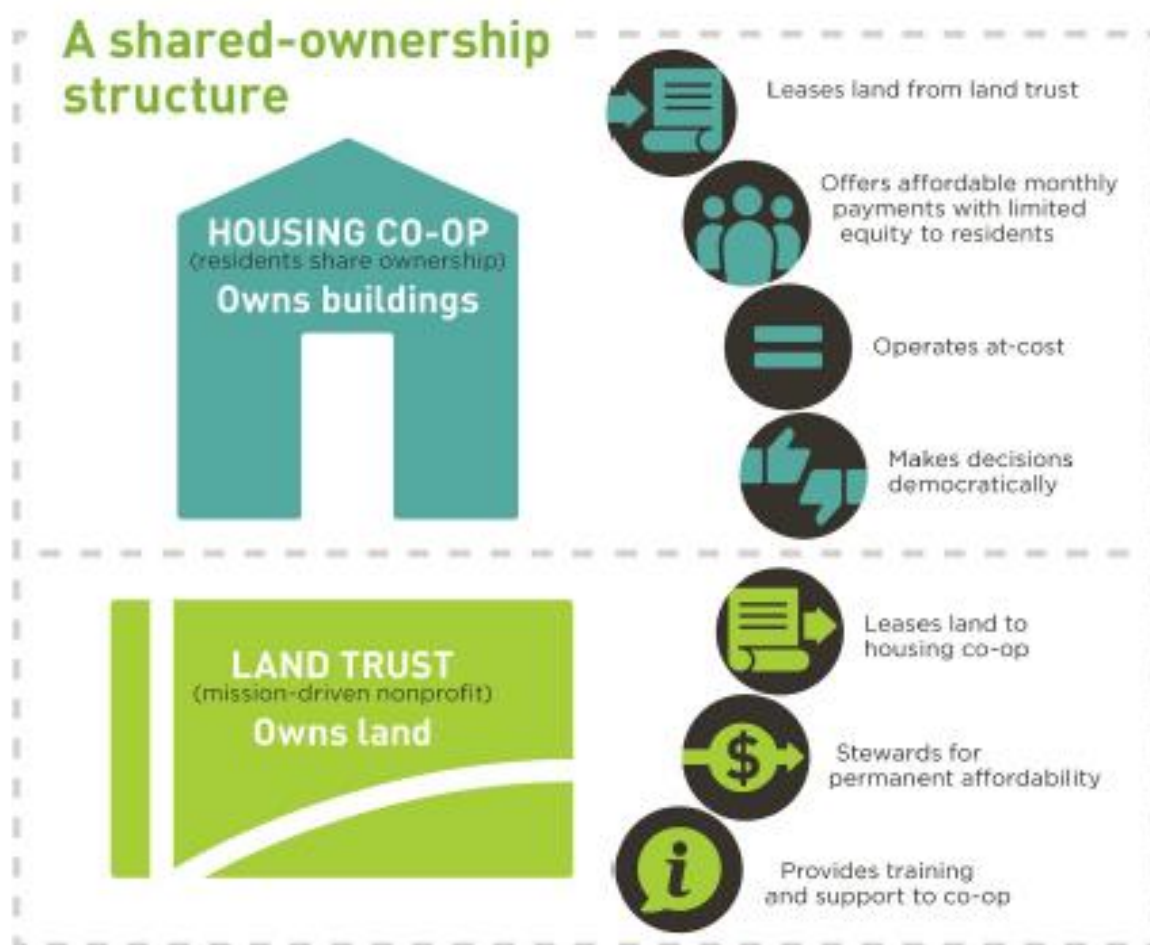 A shared-ownership
structure
HOUSING CO-OP
(residents share ownership)
Owns buildings
Leases land from land trust
Offers affordable monthly
payments with limited
equity to residents
Operates at-cost
Makes decisions
democratically
LAND TRUST
(mission-driven nonprofit)
Owns land
Leases land to
housing co-op
$
Stewards for
permanent affordability
i
Provides training
and support to co-op